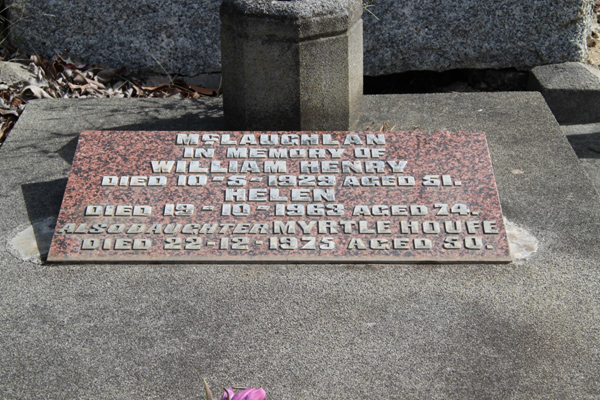 McLAUGHLAN
IN MEMORY OF
WILLIAM HENRY
DIED 10-5-1929 AGED 51.
HELEN
DIED 19-10-1963 AGED 74.
ALSO DAUGHTER MYRTLE HOUFE
DIED 22-12-1975 AGED 50.